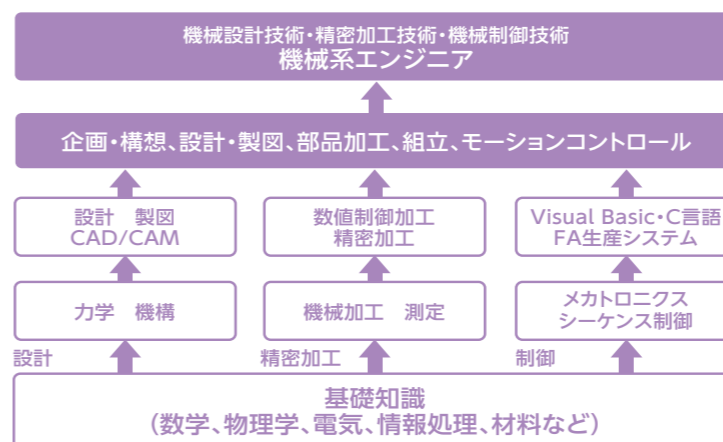 機械設計技術・精密加工技術・機械制御技術
機械系エンジニア
企画・構想、設計・製図、部品加工、組立、モーションコントロール
設計　製図
CAD/CAM
数値制御加工
精密加工
Visual Basic・C言語
FA生産システム
力学　機構
機械加工　測定
メカトロニクス
シーケンス制御
設計
精密加工
制御
基礎知識
（数学、物理学、電気、情報処理、材料など）